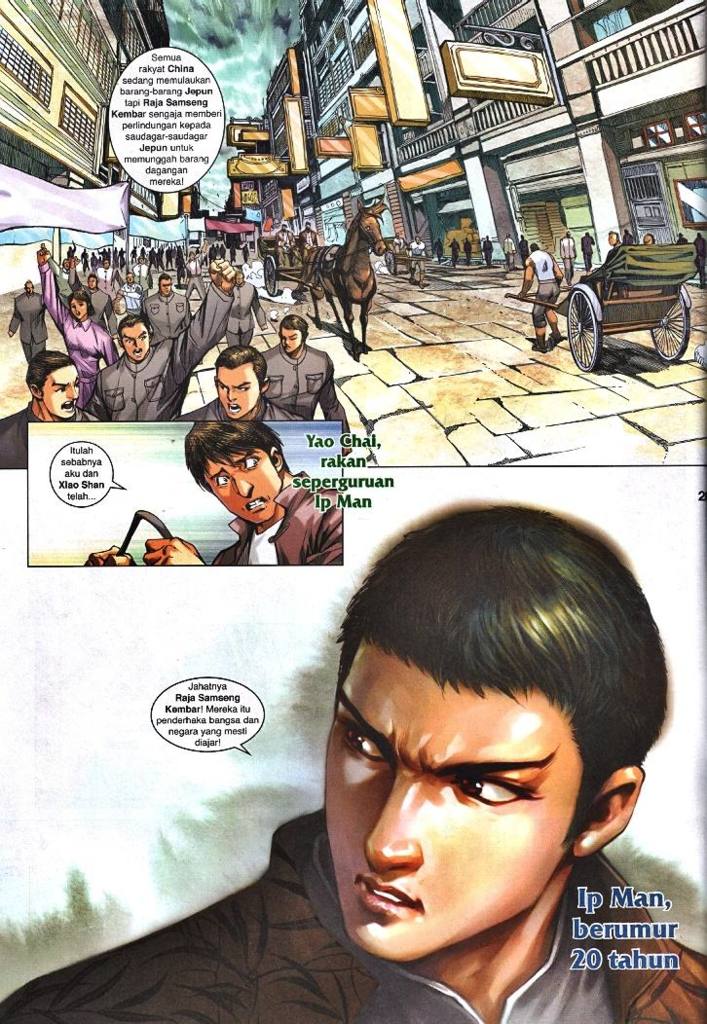 Semua
rakyat China
sedang memulaukan
barang-barang Jepun
tapi Raja Samseng
Kembar sengaja memberi
perlindungan kepada
saudagar-saudagar
Jepun untuk
memunggah barang
dagangan
mereka!
Itulah
sebabnya
aku dan
Xiao Shan
telah...
Yao Chai,
rakan
seperguruan
Ip Man
Jahatnya
Raja Samseng
Kembar! Mereka itu
penderhaka bangsa dan
negara yang mesti
diajar!
Ip Man,
berumur
20 tahun